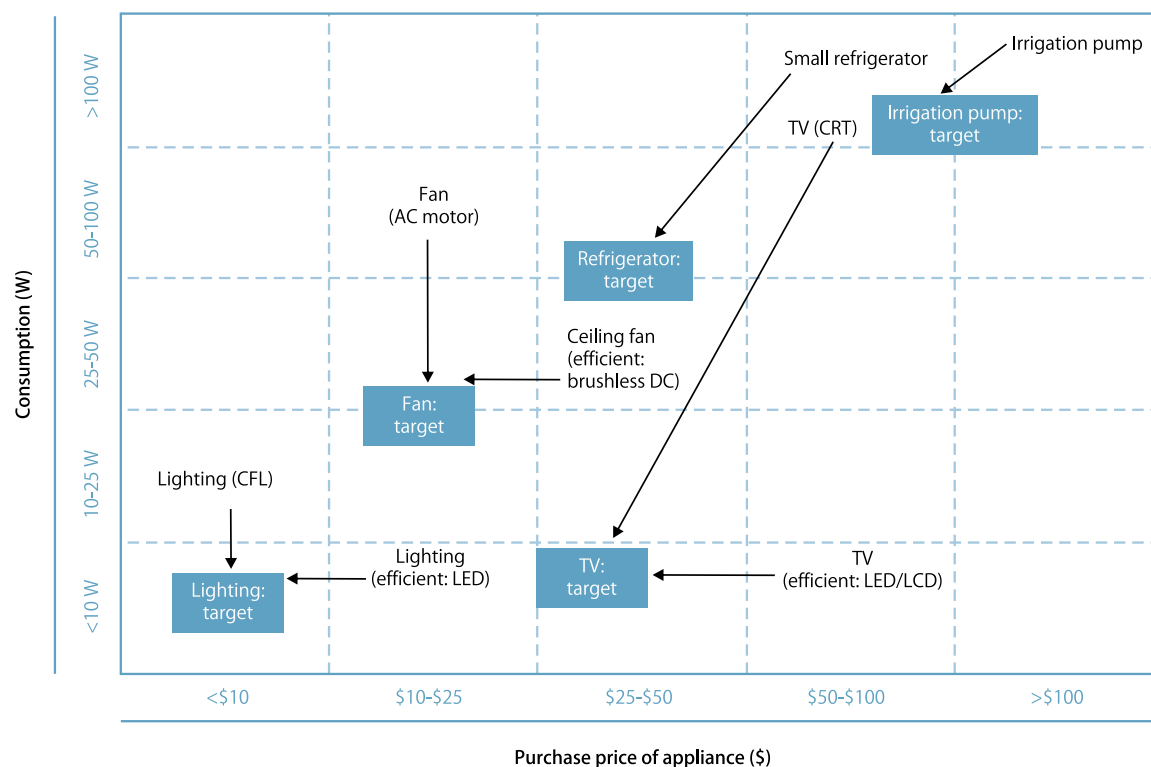 Irrigation pump
Small refrigerator
>100 W
Irrigation pump:
target
TV (CRT)
Fan
(AC motor)
50-100 W
Refrigerator:
target
Consumption (W)
25-50 W
Ceiling fan
(efficient:
brushless DC)
Fan:
target
10-25 W
Lighting (CFL)
Lighting
(efficient: LED)
TV:
target
TV
(efficient: LED/LCD)
<10 W
Lighting:
target
<$10
$10-$25
$25-$50
$50-$100
>$100
Purchase price of appliance ($)